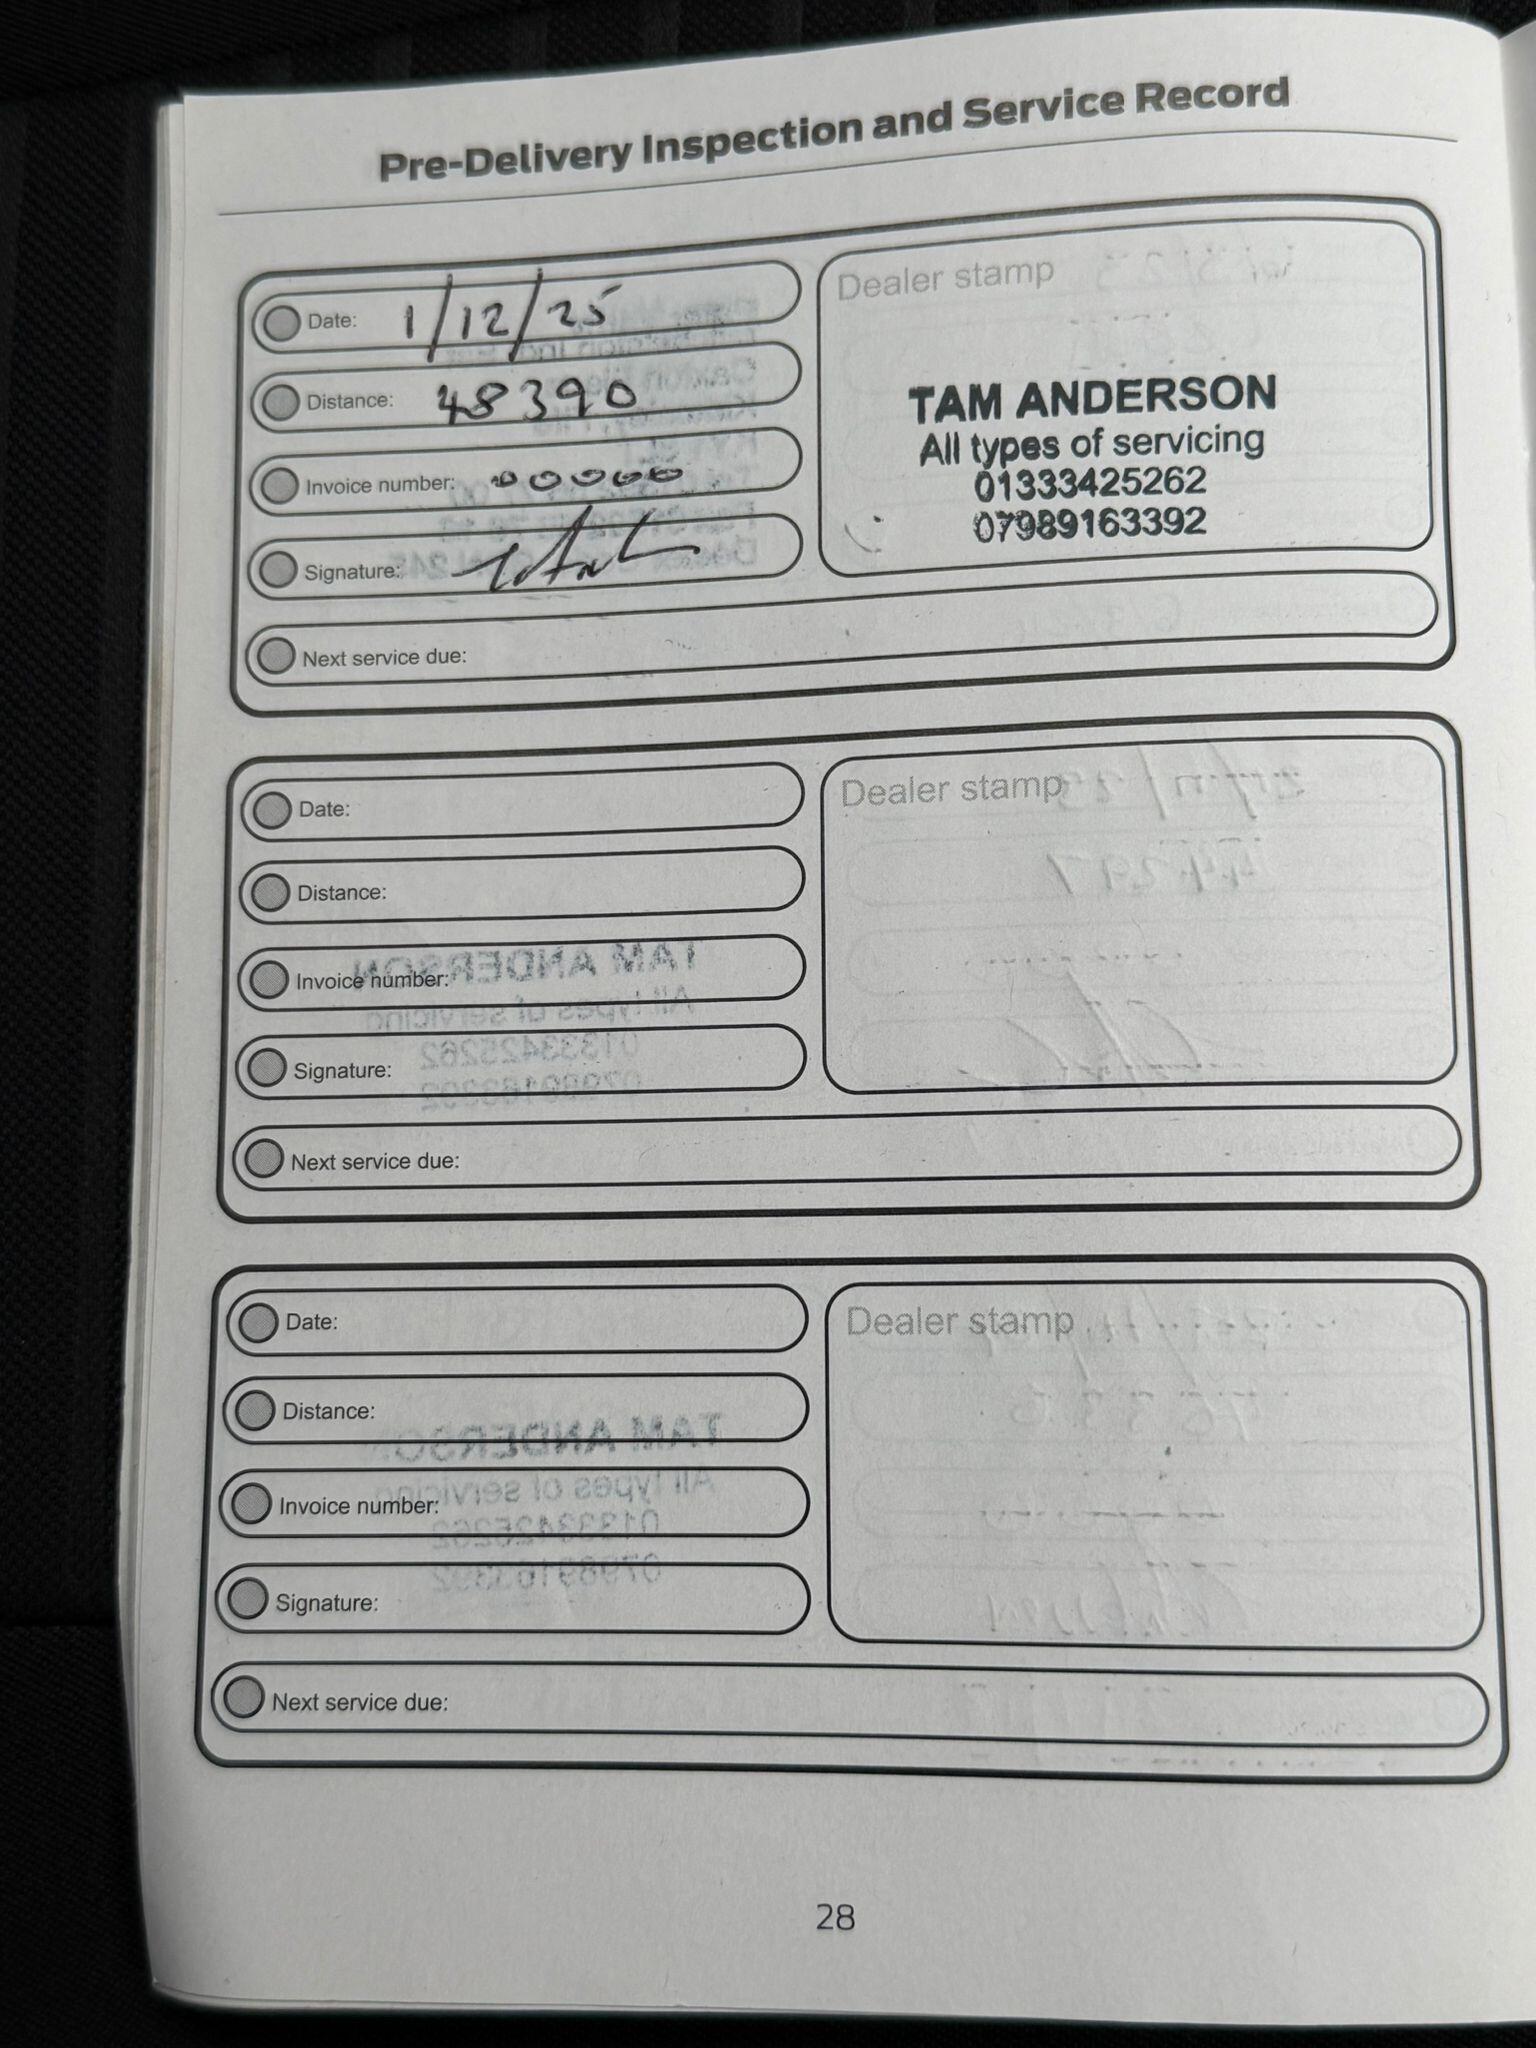 Pre-Delivery Inspection and Service Record
Date: 1/12/25
Distance: 48390
Invoice number: 00000
Signature:
Next service due:
Dealer stamp
TAM ANDERSON
All types of servicing
01333425262
07989163392
Date:
Distance:
Invoice number:
Signature:
Next service due:
Dealer stamp
Date:
Distance:
Invoice number:
Signature:
Next service due:
Dealer stamp
28